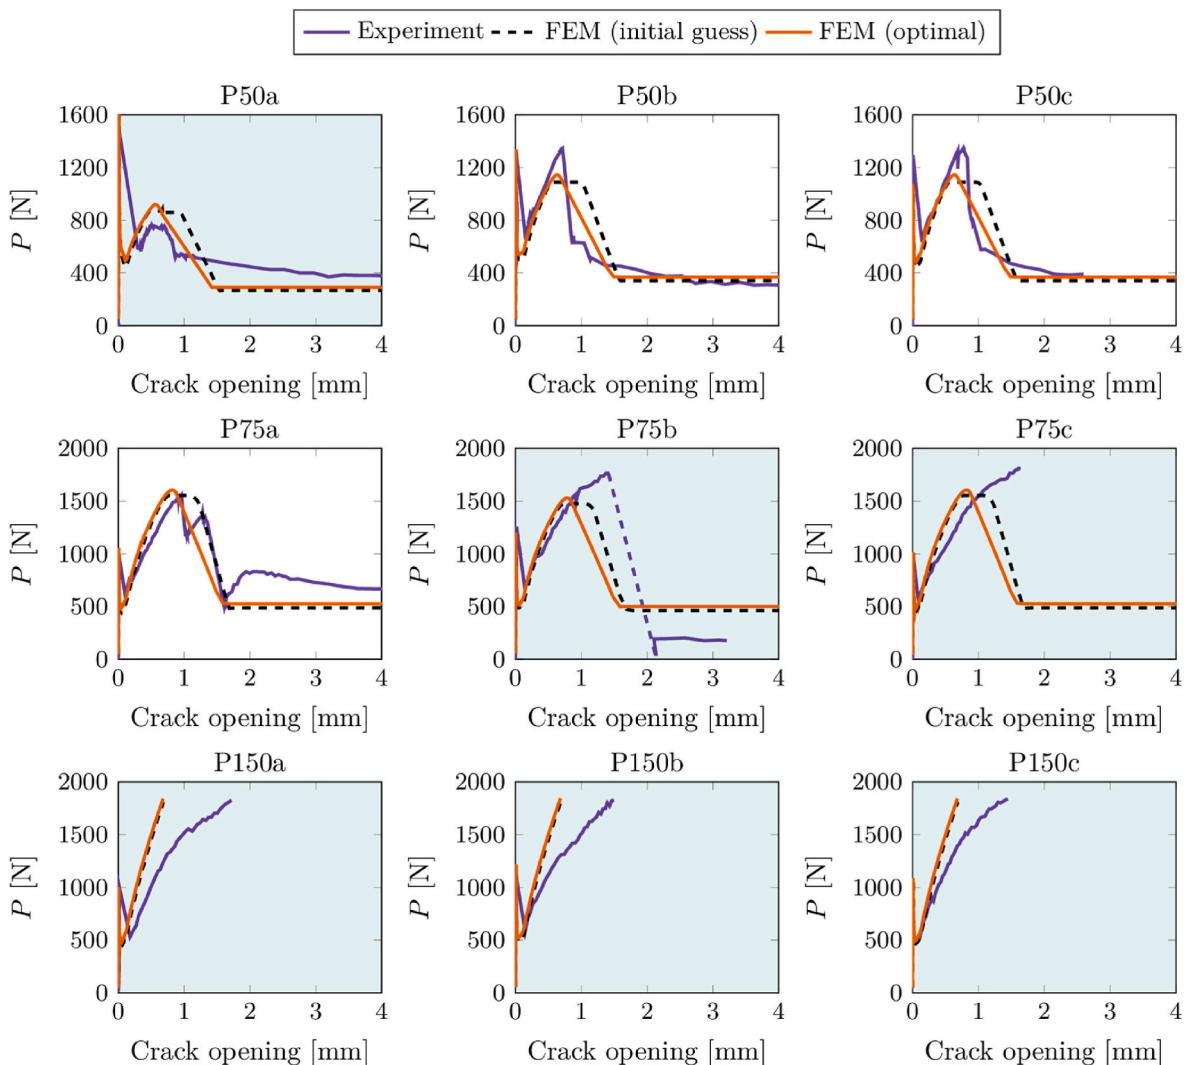 Experiment FEM (initial guess) FEM (optimal)
P50a P50b P50c
1600 1600 1600
1200 1200 1200
800 800 800
400 400 400
0 0 0
P [N] P [N] P [N]
0 1 2 3 4 0 1 2 3 4 0 1 2 3 4
Crack opening [mm] Crack opening [mm] Crack opening [mm]
P75a P75b P75c
2000 2000 2000
1500 1500 1500
1000 1000 1000
500 500 500
0 0 0
P [N] P [N] P [N]
0 1 2 3 4 0 1 2 3 4 0 1 2 3 4
Crack opening [mm] Crack opening [mm] Crack opening [mm]
P150a P150b P150c
2000 2000 2000
1500 1500 1500
1000 1000 1000
500 500 500
0 0 0
P [N] P [N] P [N]
0 1 2 3 4 0 1 2 3 4 0 1 2 3 4
Crack opening [mm] Crack opening [mm] Crack opening [mm]